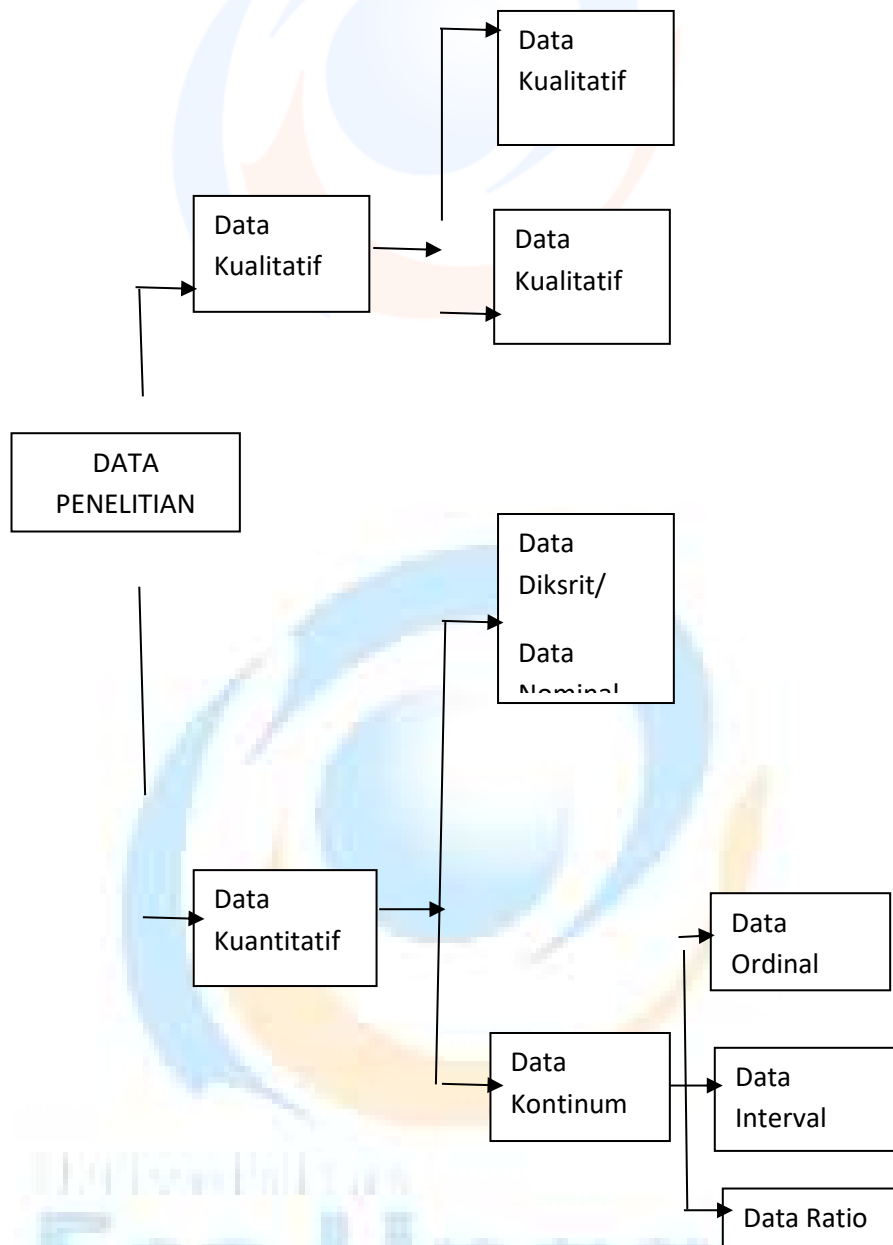 Data
Kualitatif
Data
Kualitatif
Data
Kualitatif
DATA
PENELITIAN
Data
Diksrit/
Data
Nominal
Data
Kuantitatif
Data
Ordinal
Data
Kontinum
Data
Interval
Data Ratio